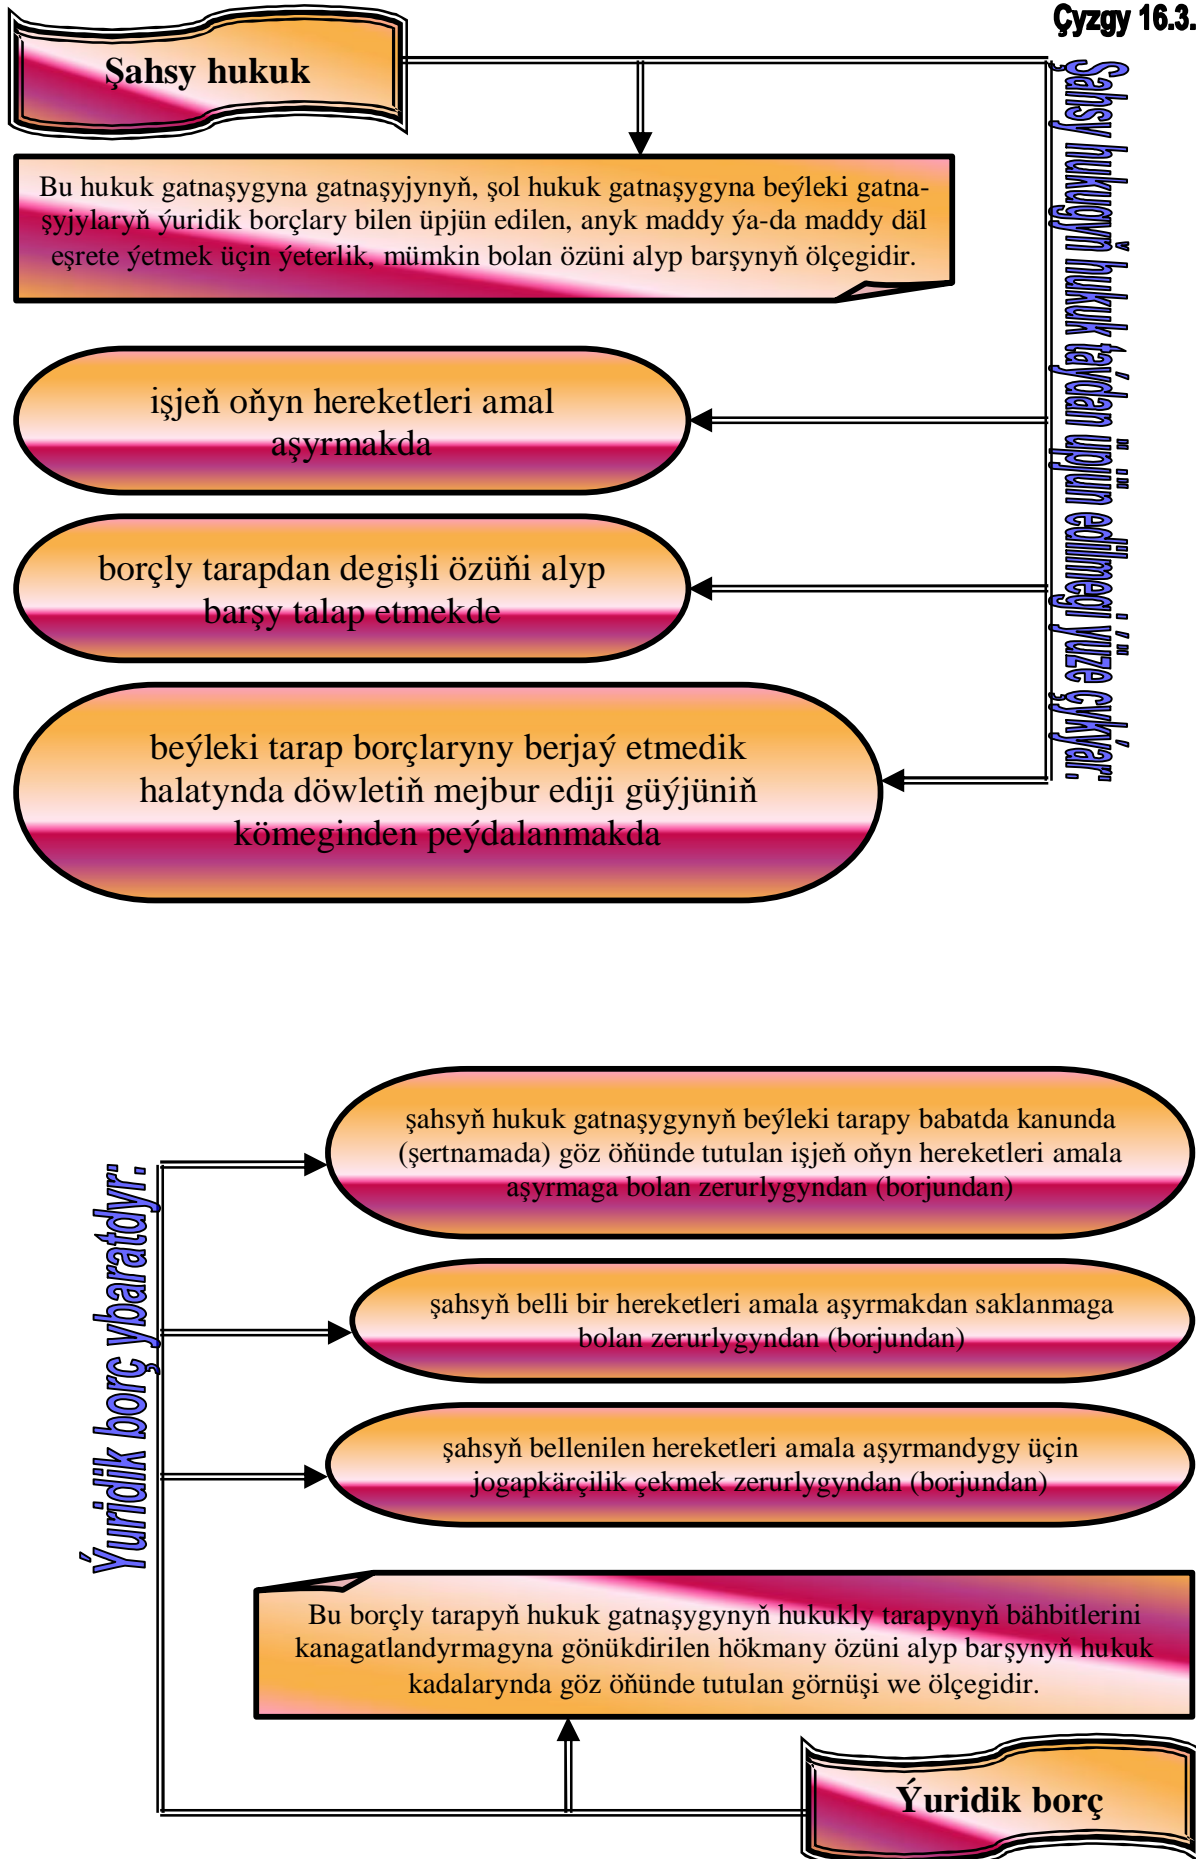 Çyzgy 16.3.
Şahsy hukuk
Şahsy hukugyň hukuk taýdan üpjün edilmegi ýüze çykýar:
Bu hukuk gatnaşygyna gatnaşyjynyň, şol hukuk gatnaşygyna beýleki gatna-
şyjylaryň ýuridik borçlary bilen üpjün edilen, anyk maddy ýa-da maddy däl
eşrete ýetmek üçin ýeterlik, mümkin bolan özüni alyp barşynyň ölçegidir.
işjeň oňyn hereketleri amal
aşyrmakda
borçly tarapdan degişli özüňi alyp
barşy talap etmekde
beýleki tarap borçlaryny berjaý etmedik
halatynda döwletiň mejbur ediji güýjüniň
kömeginden peýdalanmakda
Ýuridik borç ybaratdyr:
şahsyň hukuk gatnaşygynyň beýleki tarapy babatda kanunda
(şertnamada) göz öňünde tutulan işjeň oňyn hereketleri amala
aşyrmaga bolan zerurlygyndan (borjundan)
şahsyň belli bir hereketleri amala aşyrmakdan saklanmaga
bolan zerurlygyndan (borjundan)
şahsyň bellenilen hereketleri amala aşyrmandygy üçin
jogapkärçilik çekmek zerurlygyndan (borjundan)
Bu borçly tarapyň hukuk gatnaşygynyň hukukly tarapynyň bähbitlerini
kanagatlandyrmagyna gönükdirilen hökmany özüni alyp barşynyň hukuk
kadalarynda göz öňünde tutulan görnüşi we ölçegidir.
Ýuridik borç